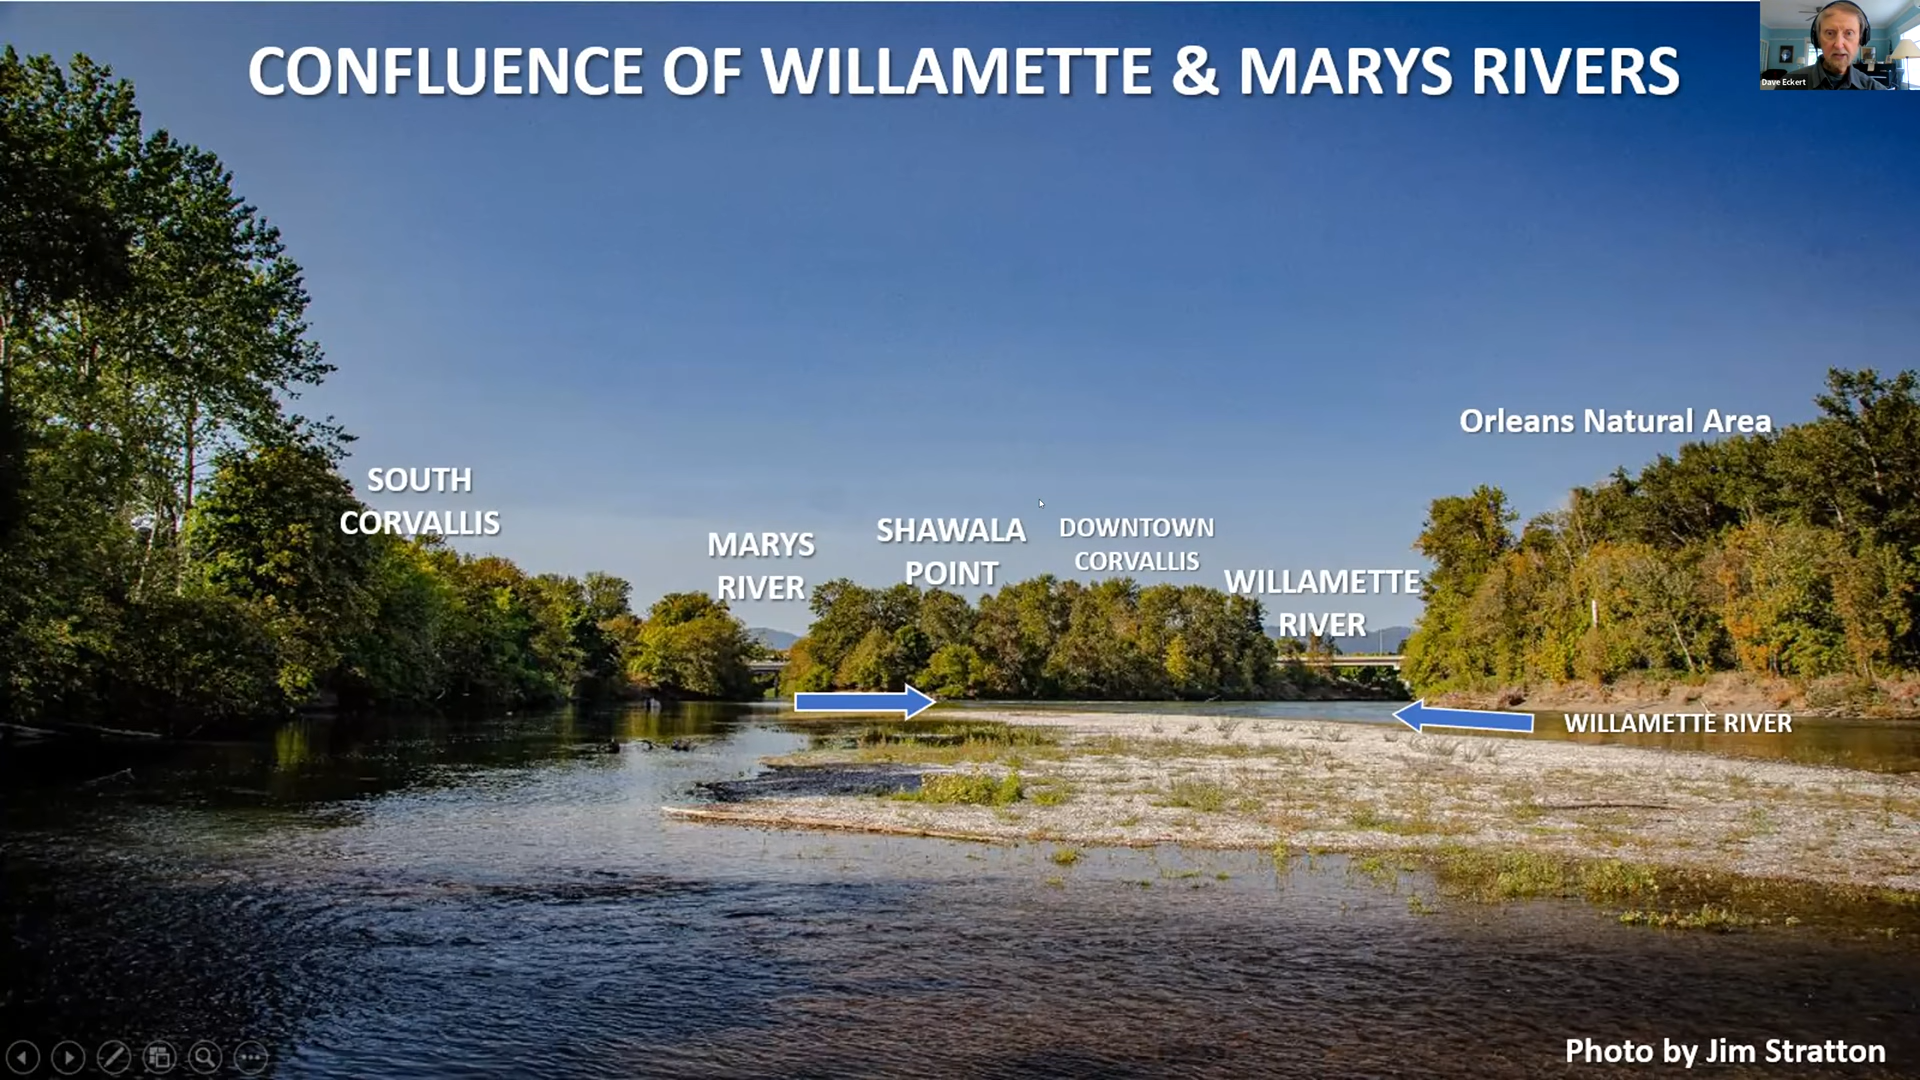 CONFLUENCE OF WILLAMETTE & MARYS RIVERS
Dave Eckert
Orleans Natural Area
SOUTH
CORVALLIS
MARYS
RIVER
SHAWALA
POINT
DOWNTOWN
CORVALLIS
WILLAMETTE
RIVER
WILLAMETTE RIVER
Photo by Jim Stratton